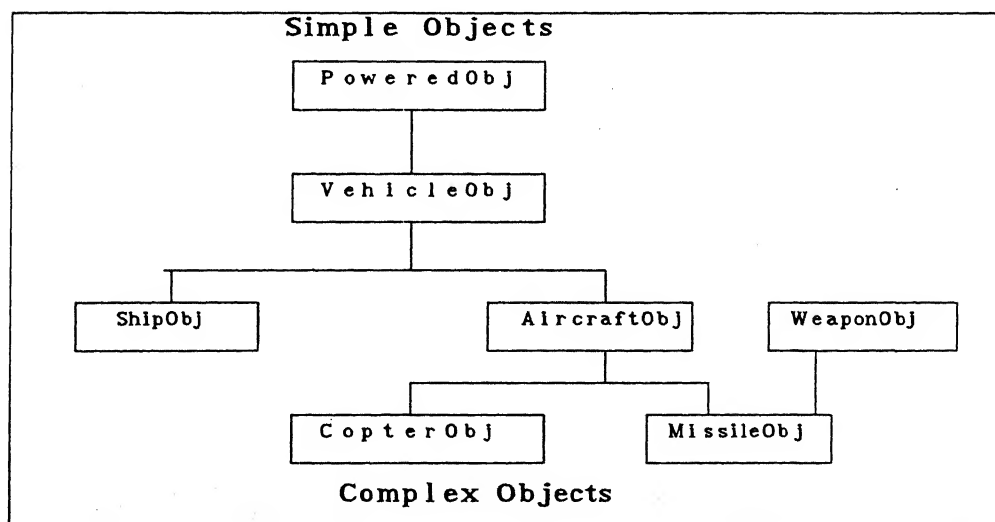 Simple Objects
PoweredObj
VehicleObj
ShipObj
AircraftObj
WeaponObj
CopterObj
MissileObj
Complex Objects